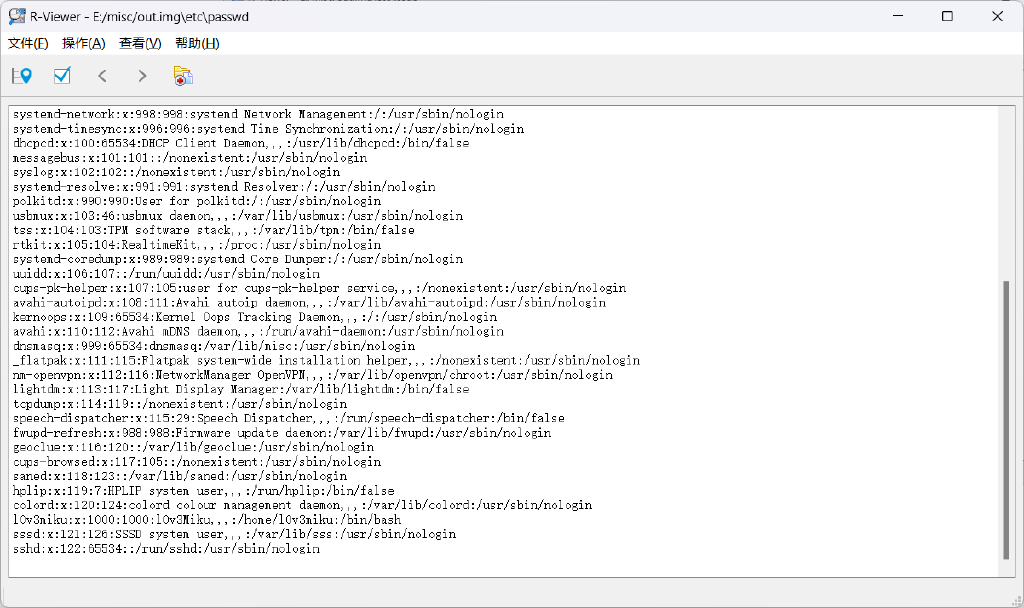 R-Viewer - E:/misc/out.img\etc\passwd
文件(F) 操作(A) 查看(V) 帮助(H)
systemd-network:x:998:998:systemd Network Management:/:/usr/sbin/nologin
systemd-timesync:x:996:996:systemd Time Synchronization:/:/usr/sbin/nologin
dhcpcd:x:100:65534:DHCP Client Daemon,,,:/usr/lib/dhcpcd:/bin/false
messagebus:x:101:101::/nonexistent:/usr/sbin/nologin
syslog:x:102:102::/nonexistent:/usr/sbin/nologin
systemd-resolve:x:991:991:systemd Resolver:/:/usr/sbin/nologin
polkitd:x:990:990:User for polkitd:/:/usr/sbin/nologin
usbmux:x:103:46:usbmux daemon,,,:/var/lib/usbmux:/usr/sbin/nologin
tss:x:104:103:TPM software stack,,,:/var/lib/tpm:/bin/false
rtkit:x:105:104:RealtimeKit,,,:/proc:/usr/sbin/nologin
systemd-coredump:x:989:989:systemd Core Dumper:/:/usr/sbin/nologin
uuidd:x:106:107::/run/uuidd:/usr/sbin/nologin
cups-pk-helper:x:107:105:user for cups-pk-helper service,,,:/nonexistent:/usr/sbin/nologin
avahi-autoipd:x:108:111:Avahi autoip daemon,,,:/var/lib/avahi-autoipd:/usr/sbin/nologin
kernoops:x:109:65534:Kernel Oops Tracking Daemon,,,:/:/usr/sbin/nologin
avahi:x:110:112:Avahi mDNS daemon,,,:/run/avahi-daemon:/usr/sbin/nologin
dnsmasq:x:999:65534:dnsmasq:/var/lib/misc:/usr/sbin/nologin
_flatpak:x:111:115:Flatpak system-wide installation helper,,,:/nonexistent:/usr/sbin/nologin
nm-openvpn:x:112:116:NetworkManager OpenVPN,,,:/var/lib/openvpn/chroot:/usr/sbin/nologin
lightdm:x:113:117:Light Display Manager:/var/lib/lightdm:/bin/false
tcpdump:x:114:119::/nonexistent:/usr/sbin/nologin
speech-dispatcher:x:115:29:Speech Dispatcher,,,:/run/speech-dispatcher:/bin/false
fwupd-refresh:x:988:988:Firmware update daemon:/var/lib/fwupd:/usr/sbin/nologin
geoclue:x:116:120::/var/lib/geoclue:/usr/sbin/nologin
cups-browsed:x:117:105::/nonexistent:/usr/sbin/nologin
saned:x:118:123::/var/lib/saned:/usr/sbin/nologin
hplip:x:119:7:HPLIP system user,,,:/run/hplip:/bin/false
colord:x:120:124:colord colour management daemon,,,:/var/lib/colord:/usr/sbin/nologin
l0v3miku:x:1000:1000:l0v3Miku,,,:/home/l0v3miku:/bin/bash
sssd:x:121:126:SSSD system user,,,:/var/lib/sss:/usr/sbin/nologin
sshd:x:122:65534::/run/sshd:/usr/sbin/nologin